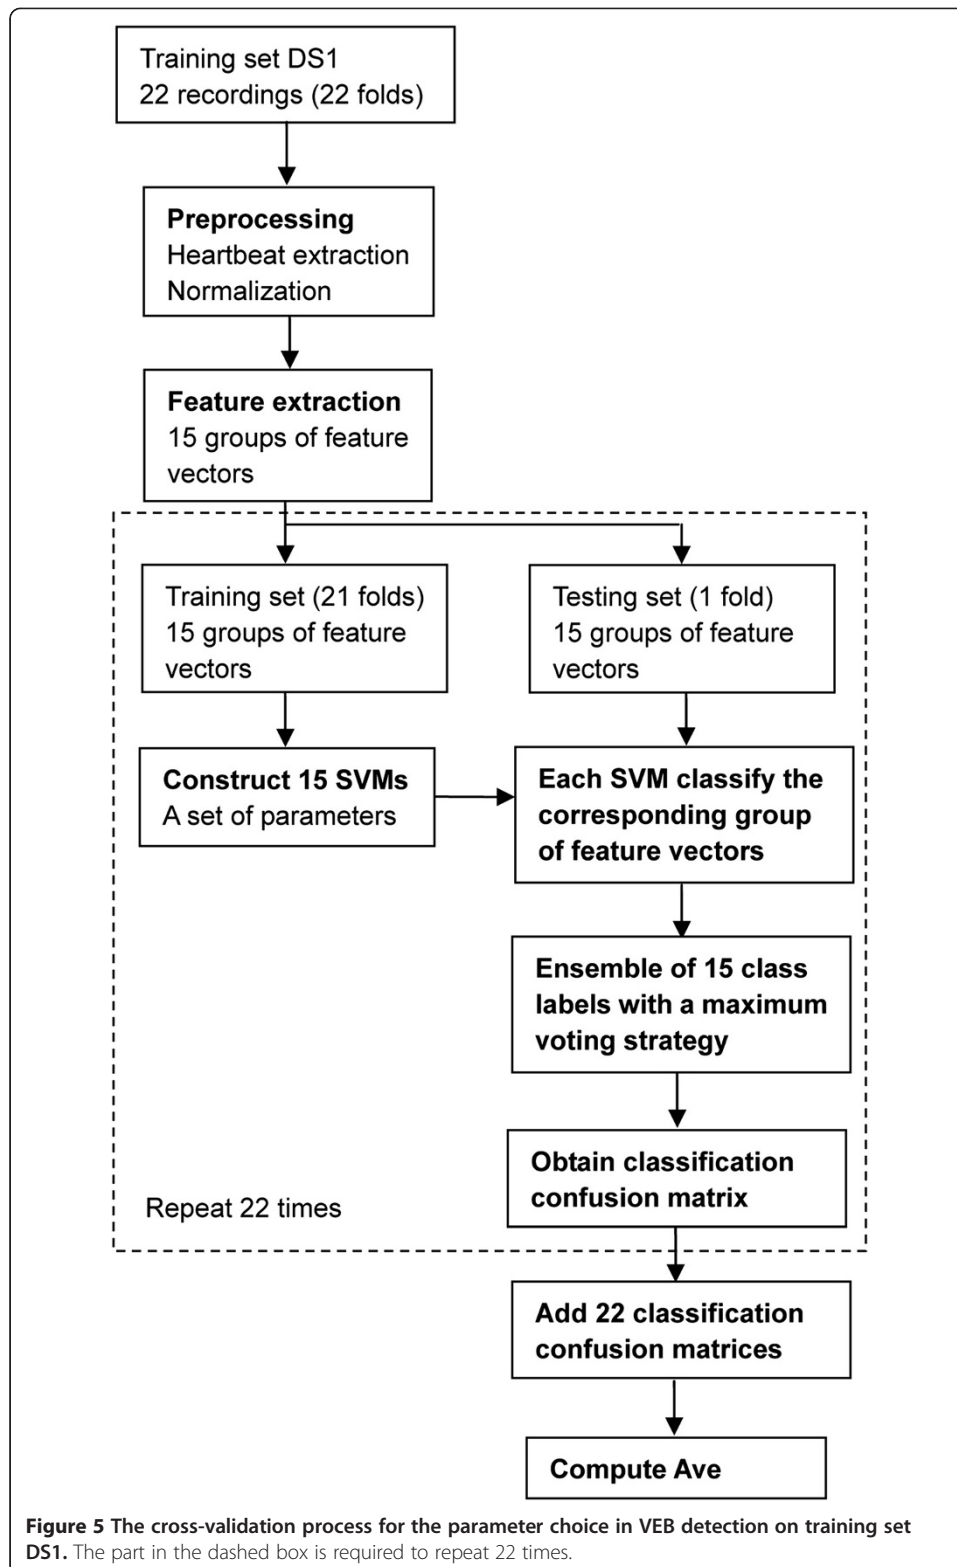 Training set DS1
22 recordings (22 folds)
Preprocessing
Heartbeat extraction
Normalization
Feature extraction
15 groups of feature
vectors
Training set (21 folds)
15 groups of feature
vectors
Testing set (1 fold)
15 groups of feature
vectors
Construct 15 SVMs
A set of parameters
Each SVM classify the
corresponding group
of feature vectors
Ensemble of 15 class
labels with a maximum
voting strategy
Obtain classification
confusion matrix
Repeat 22 times
Add 22 classification
confusion matrices
Compute Ave
Figure 5 The cross-validation process for the parameter choice in VEB detection on training set
DS1. The part in the dashed box is required to repeat 22 times.